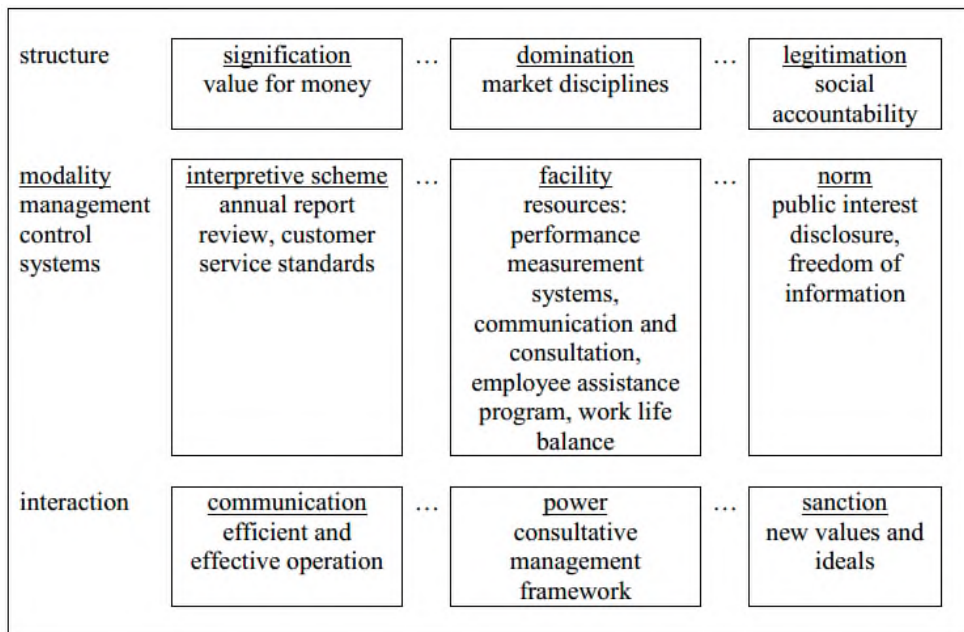 structure
signification
value for money
…
domination
market disciplines
…
legitimation
social
accountability
modality
management
control
systems
interpretive scheme
annual report
review, customer
service standards
…
facility
resources:
performance
measurement
systems,
communication and
consultation,
employee assistance
program, work life
balance
…
norm
public interest
disclosure,
freedom of
information
interaction
communication
efficient and
effective operation
…
power
consultative
management
framework
…
sanction
new values and
ideals